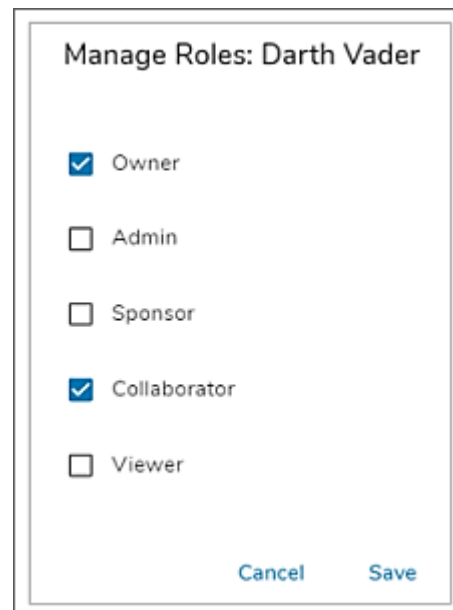 Manage Roles: Darth Vader
Owner
Admin
Sponsor
Collaborator
Viewer
Cancel Save